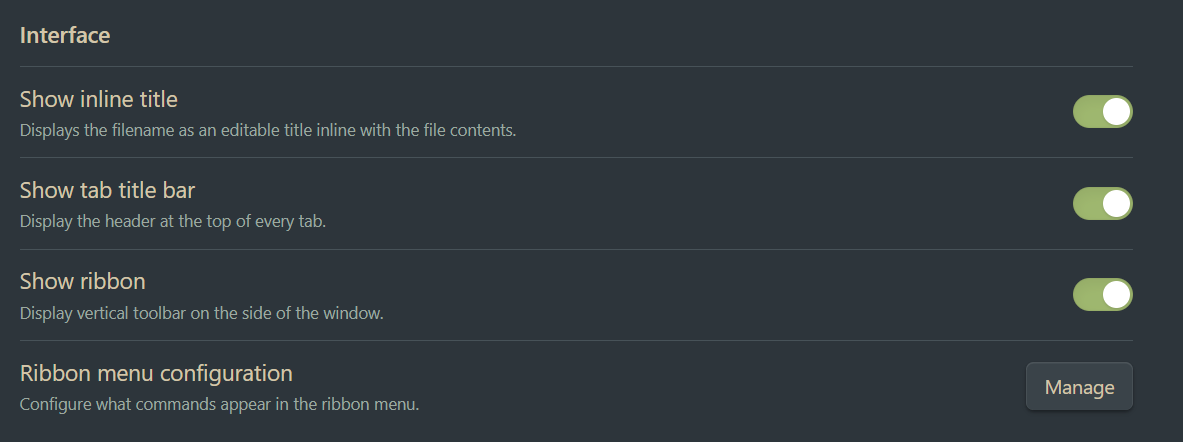 Interface
Show inline title
Displays the filename as an editable title inline with the file contents.
Show tab title bar
Display the header at the top of every tab.
Show ribbon
Display vertical toolbar on the side of the window.
Ribbon menu configuration
Manage
Configure what commands appear in the ribbon menu.